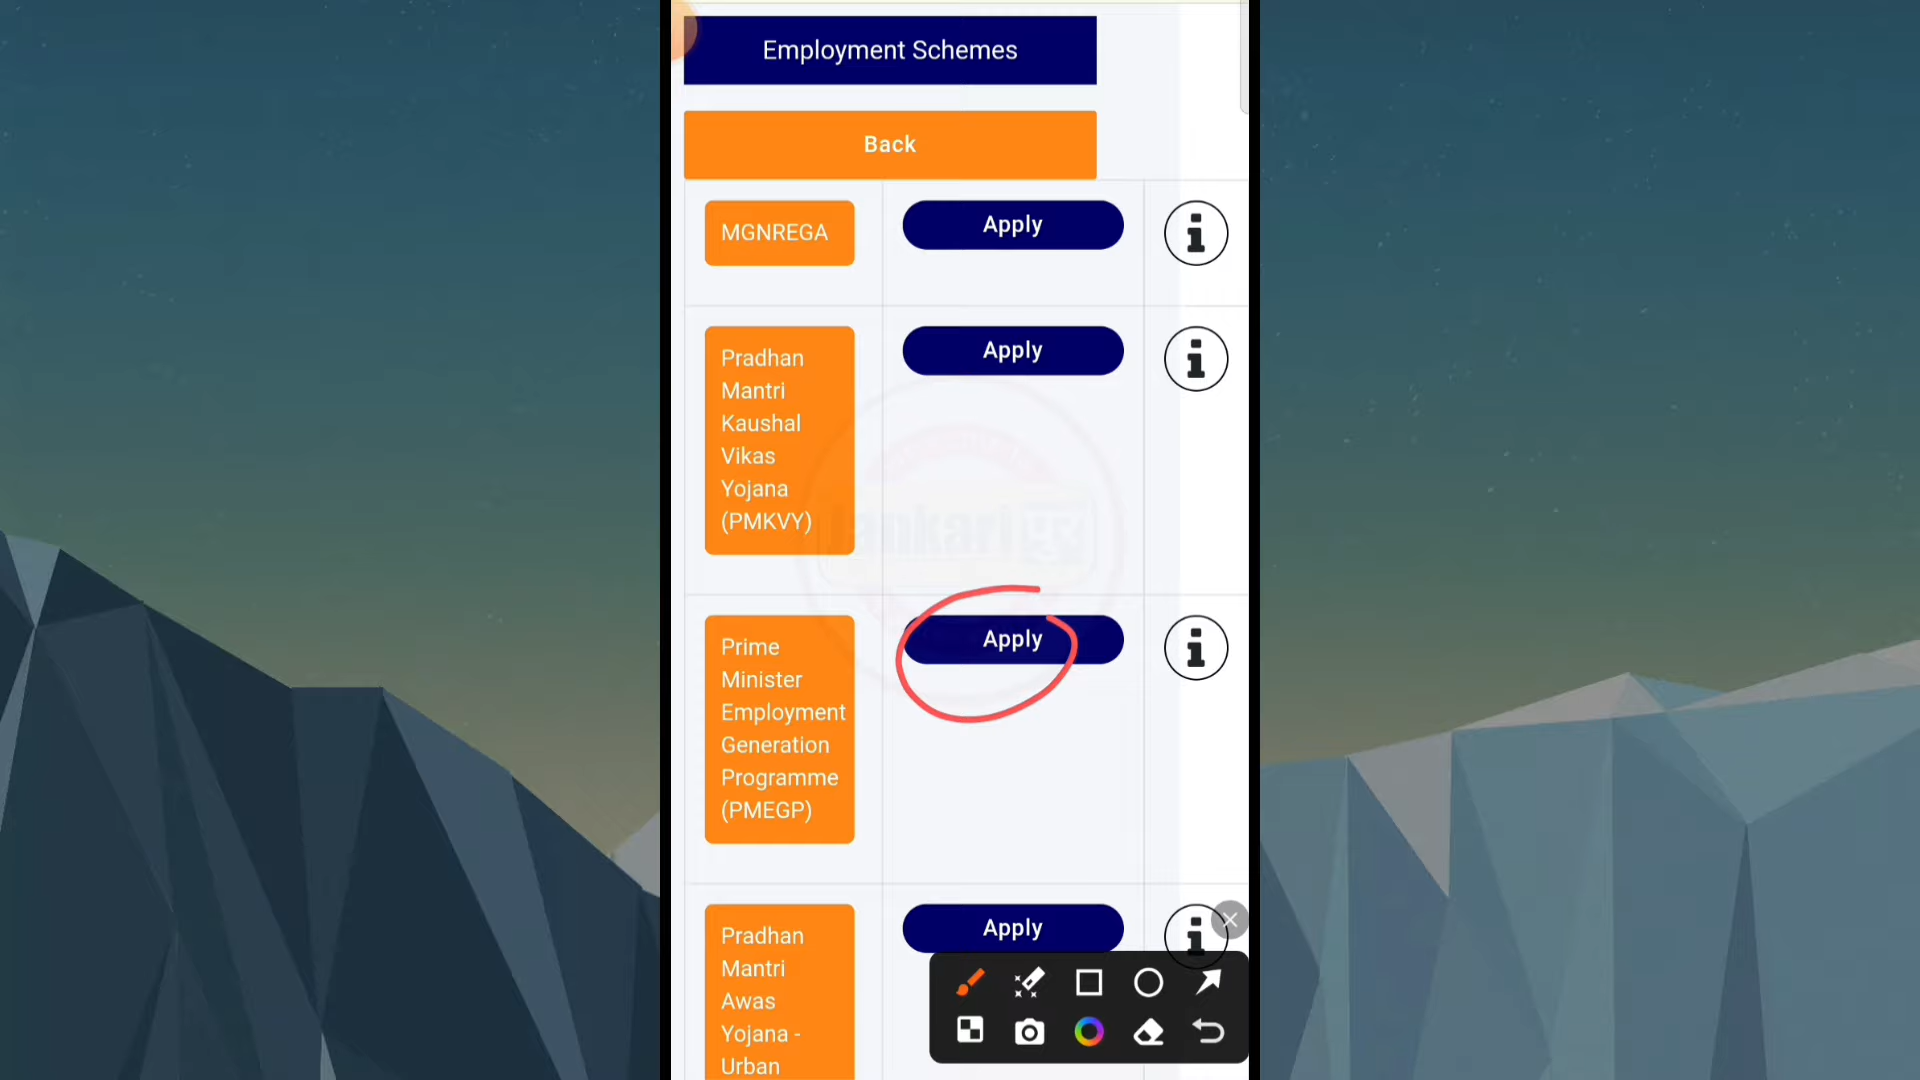 Employment Schemes
Back
MGNREGA
Apply
Pradhan
Mantri
Kaushal
Vikas
Yojana
(PMKVY)
Apply
Prime
Minister
Employment
Generation
Programme
(PMEGP)
Apply
Pradhan
Mantri
Awas
Yojana -
Urban
Apply